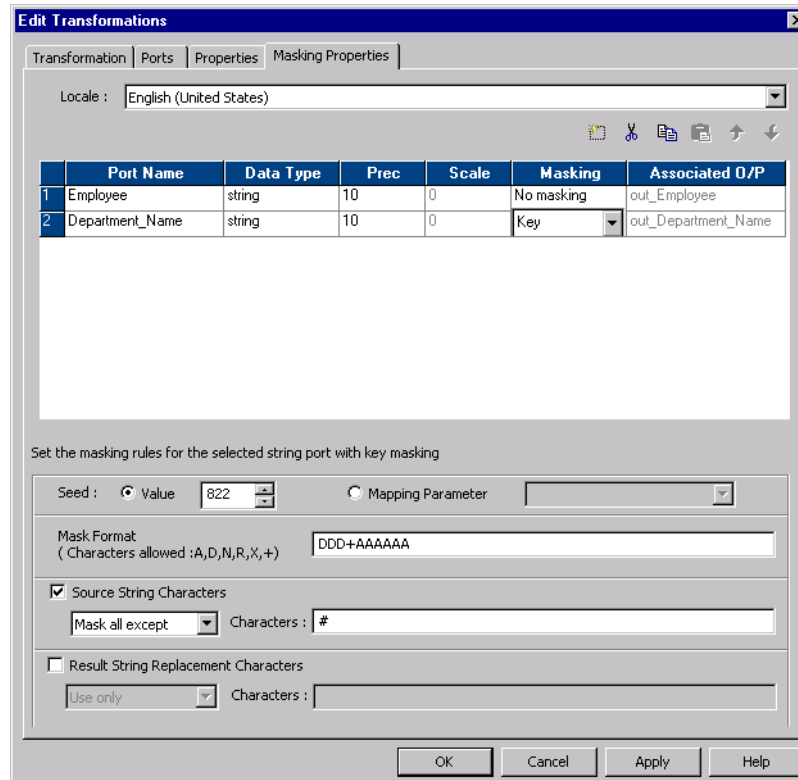 Edit Transformations
Transformation Ports Properties Masking Properties
Locale : English (United States)
Port Name Data Type Prec Scale Masking Associated O/P
1 Employee string 10 0 No masking out_Employee
2 Department_Name string 10 0 Key out_Department_Name
Set the masking rules for the selected string port with key masking
Seed : Value 822 Mapping Parameter
Mask Format
( Characters allowed :A,D,N,R,X,+) DDD+AAAAAA
Source String Characters
Mask all except Characters : #
Result String Replacement Characters
Use only Characters :
OK Cancel Apply Help